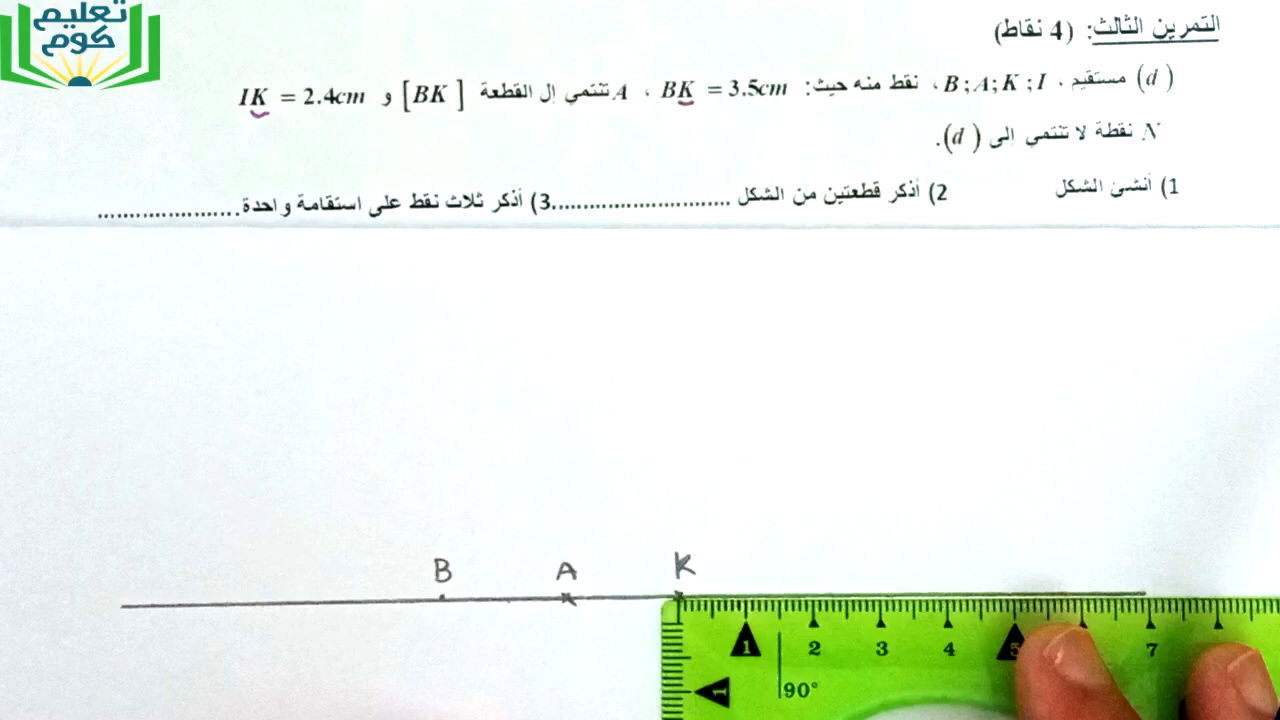 تعليم
كوم
التمرين الثالث: (4 نقاط)
(d) مستقيم ، B ; A; K ; I ، نقط منه حيث: BK = 3.5cm ، A تنتمي إل القطعة [BK ] و IK = 2.4cm
N نقطة لا تنتمي إلى (d ).
1) أنشئ الشكل 2) أذكر قطعتين من الشكل .............................3) أذكر ثلاث نقط على استقامة واحدة.......................
B A K
1 2 3 4 5 7
1 90°